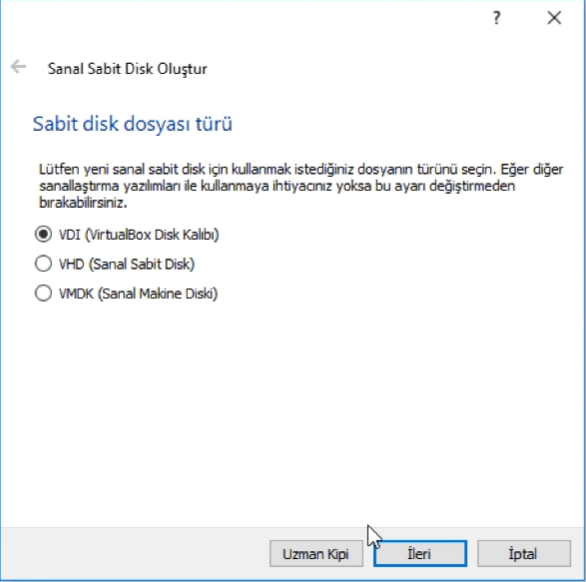 ?
Sanal Sabit Disk Oluştur
Sabit disk dosyası türü
Lütfen yeni sanal sabit disk için kullanmak istediğiniz dosyanın türünü seçin. Eğer diğer
sanallaştırma yazılımları ile kullanmaya ihtiyacınız yoksa bu ayarı değiştirmeden
bırakabilirsiniz.
VDI (VirtualBox Disk Kalıbı)
VHD (Sanal Sabit Disk)
VMDK (Sanal Makine Diski)
Uzman Kipi İleri İptal